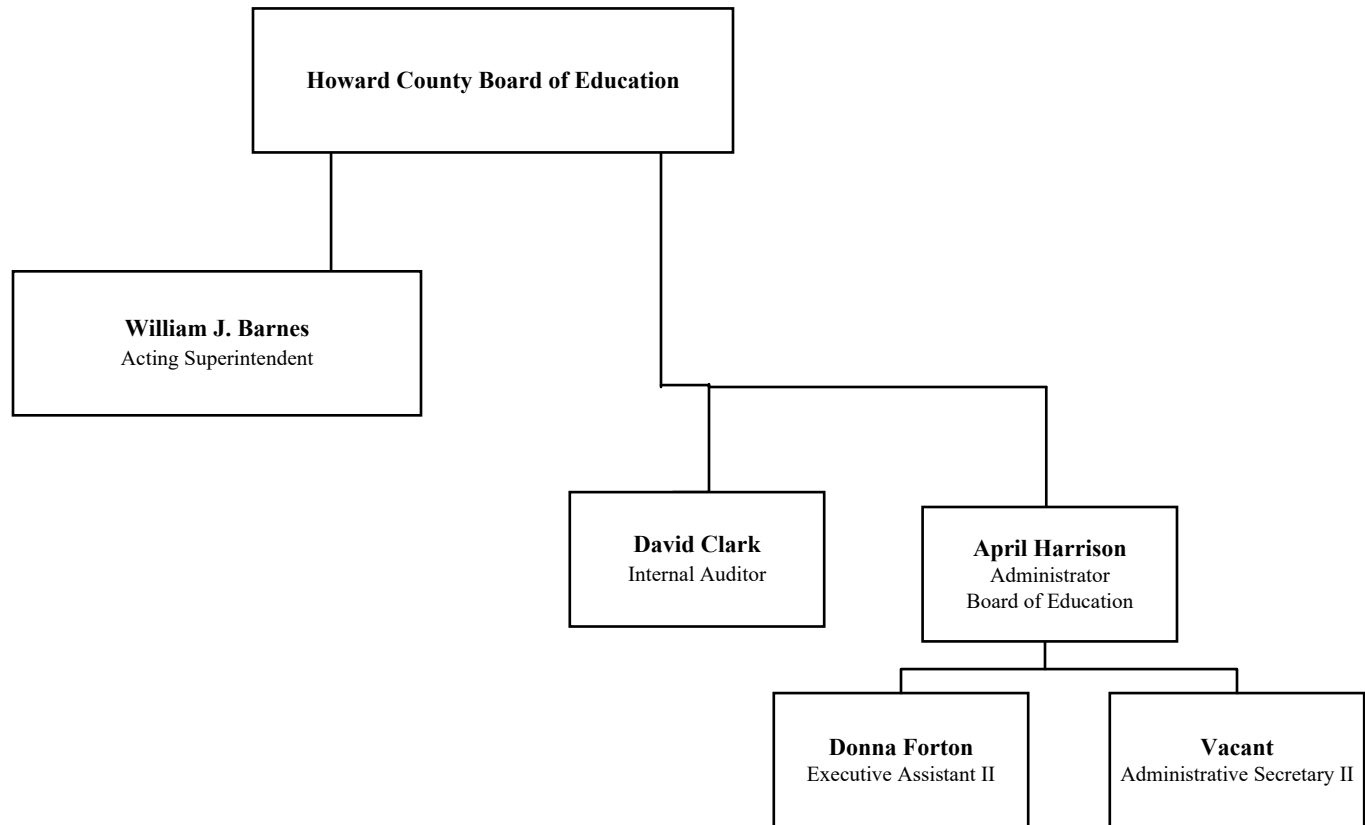 Howard County Board of Education
William J. Barnes
Acting Superintendent
David Clark
Internal Auditor
April Harrison
Administrator
Board of Education
Donna Forton
Executive Assistant II
Vacant
Administrative Secretary II